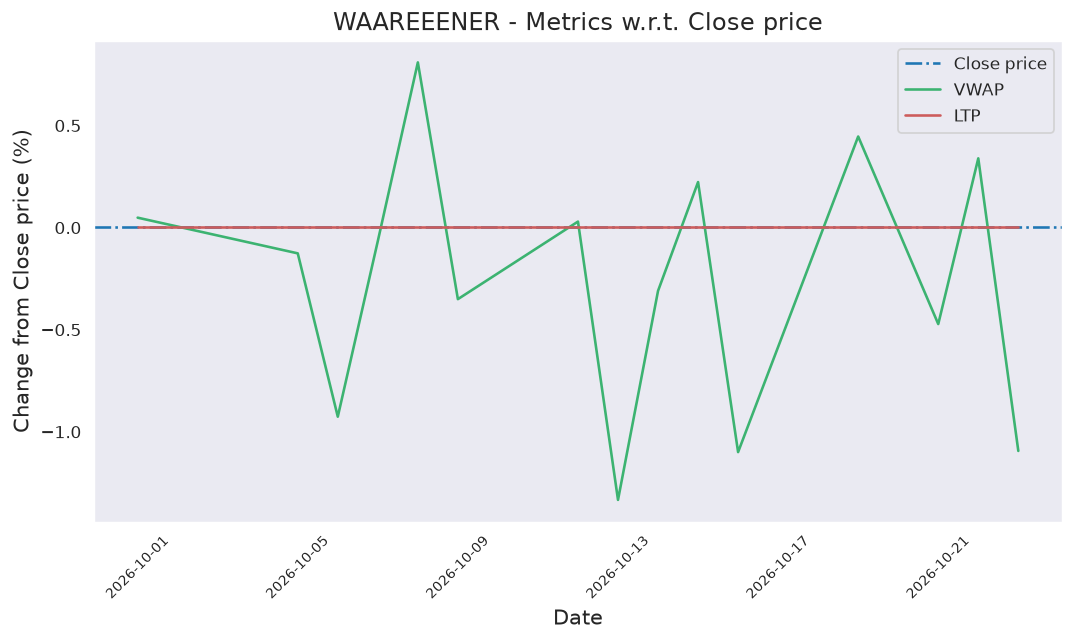 WAAREEENER - Metrics w.r.t. Close price
Close price
VWAP
LTP
Change from Close price (%)
0.5
0.0
−0.5
−1.0
2026-10-01
2026-10-05
2026-10-09
2026-10-13
2026-10-17
2026-10-21
Date